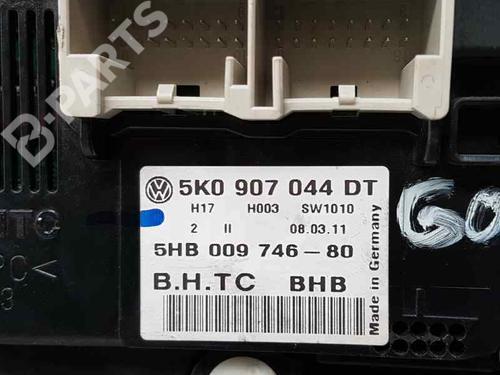 B-PARTS
5K0 907 044 DT
H17 H003 SW1010
2 II 08.03.11
5HB 009 746-80
B.H.TC BHB
Made in Germany
GO